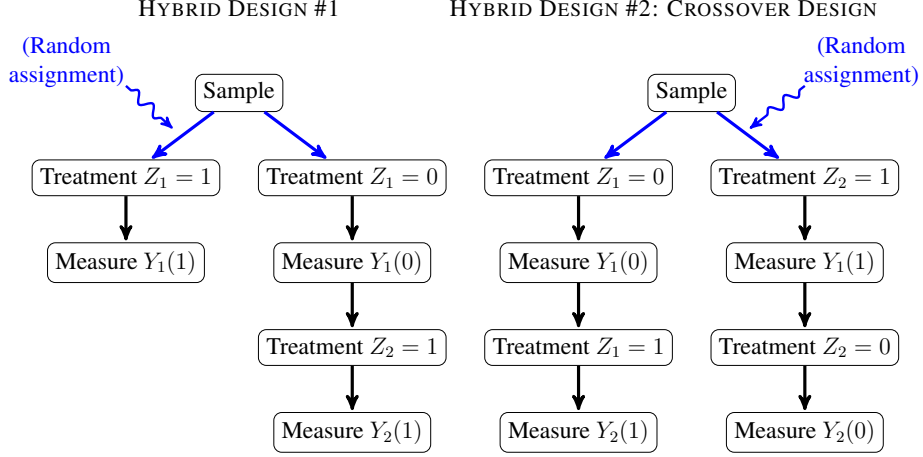 HYBRID DESIGN #1
(Random
assignment)
Sample
Treatment Z₁ = 1
Treatment Z₁ = 0
Measure Y₁(1)
Measure Y₁(0)
Treatment Z₂ = 1
Measure Y₂(1)
HYBRID DESIGN #2: CROSSOVER DESIGN
(Random
assignment)
Sample
Treatment Z₁ = 0
Treatment Z₂ = 1
Measure Y₁(0)
Measure Y₁(1)
Treatment Z₁ = 1
Treatment Z₂ = 0
Measure Y₂(1)
Measure Y₂(0)